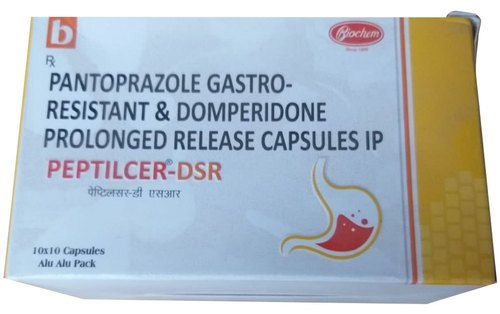 b
Biochem
Rx
PANTOPRAZOLE GASTRO-
RESISTANT & DOMPERIDONE
PROLONGED RELEASE CAPSULES IP
PEPTILCER®-DSR
पेप्टिलसर-डी एसआर
10x10 Capsules
Alu Alu Pack